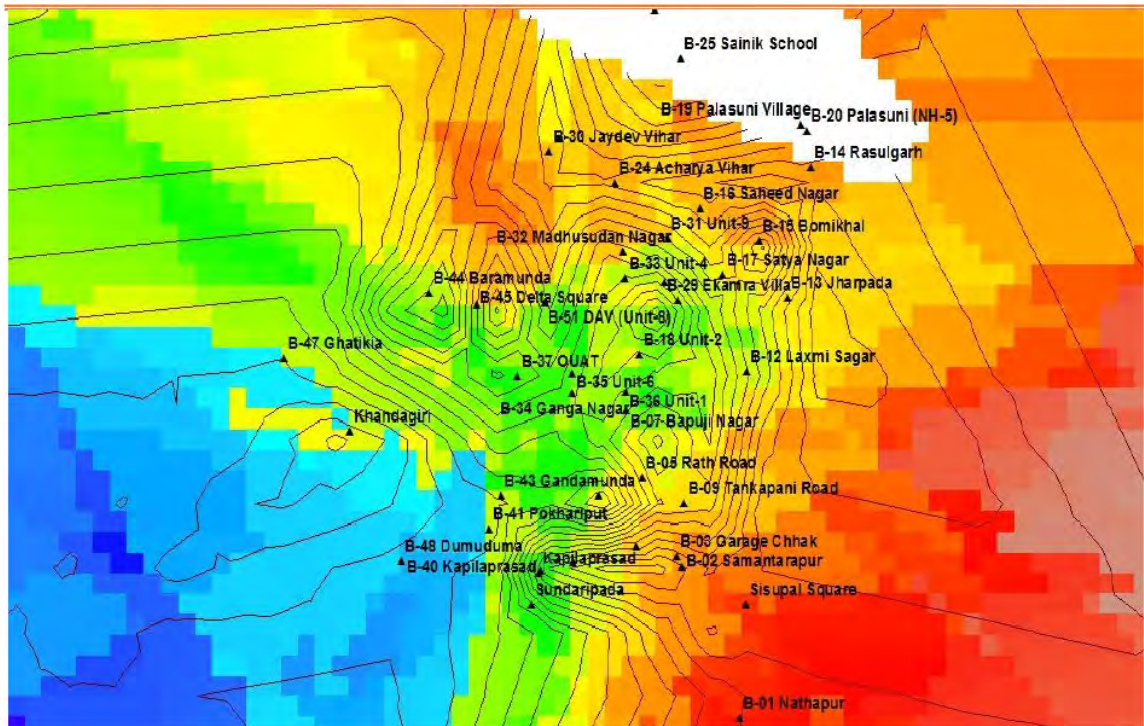 B-25 Sainik School
B-19 Palasuni Village
B-20 Palasuni (NH-5)
B-30 Jaydev Vihar
B-14 Rasulgarh
B-24 Acharya Vihar
B-16 Saheed Nagar
B-31 Unit-9
B-15 Bomikhal
B-32 Madhusudan Nagar
B-17 Satya Nagar
B-33 Unit-4
B-44 Baramunda
B-29 Ekamra Villa
B-13 Jharpada
B-45 Delta Square
B-51 DAV (Unit-8)
B-18 Unit-2
B-47 Ghatikia
B-12 Laxmi Sagar
B-37 OUAT
B-35 Unit-6
B-36 Unit-1
B-34 Ganga Nagar
Khandagiri
B-07 Bapuji Nagar
B-05 Rath Road
B-43 Gandamunda
B-09 Tankapani Road
B-41 Pokhariput
B-03 Garage Chhak
B-48 Dumuduma
Kapilaprasad
B-02 Samantarapur
B-40 Kapilaprasad
Sundaripada
Sisupal Square
B-01 Nathapur